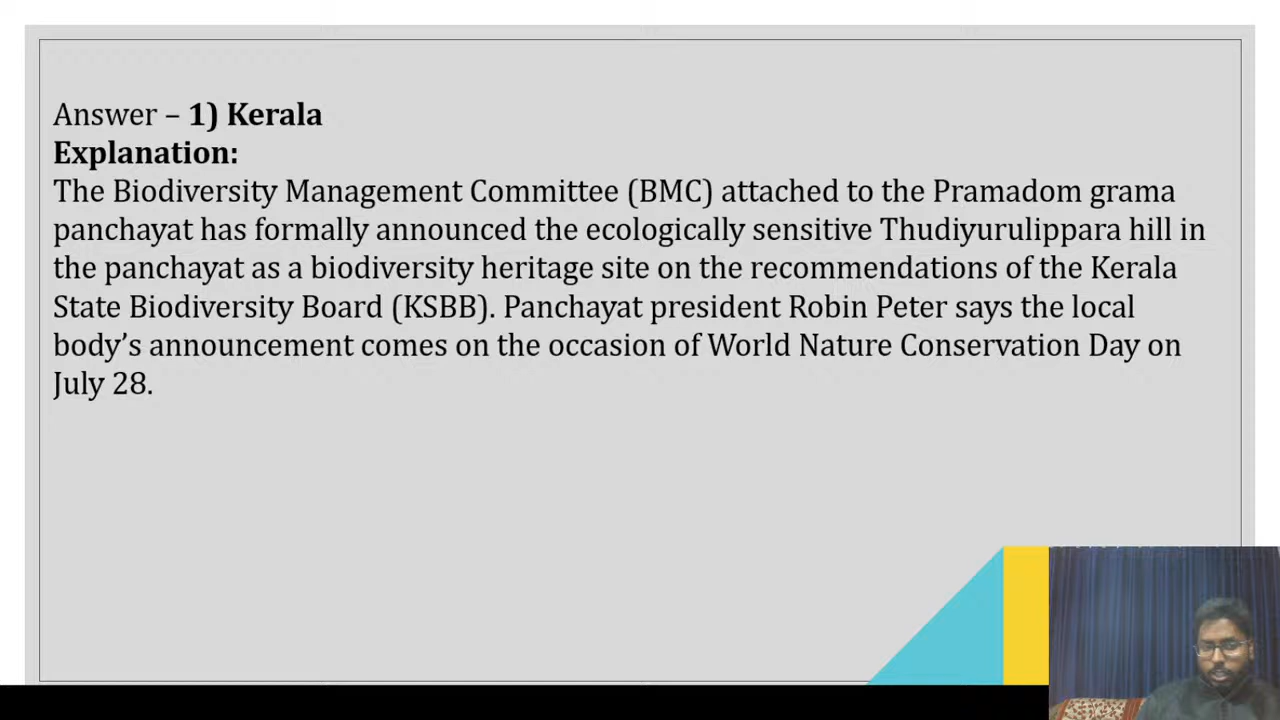 Answer – 1) Kerala
Explanation:
The Biodiversity Management Committee (BMC) attached to the Pramadom grama
panchayat has formally announced the ecologically sensitive Thudiyurulippara hill in
the panchayat as a biodiversity heritage site on the recommendations of the Kerala
State Biodiversity Board (KSBB). Panchayat president Robin Peter says the local
body’s announcement comes on the occasion of World Nature Conservation Day on
July 28.